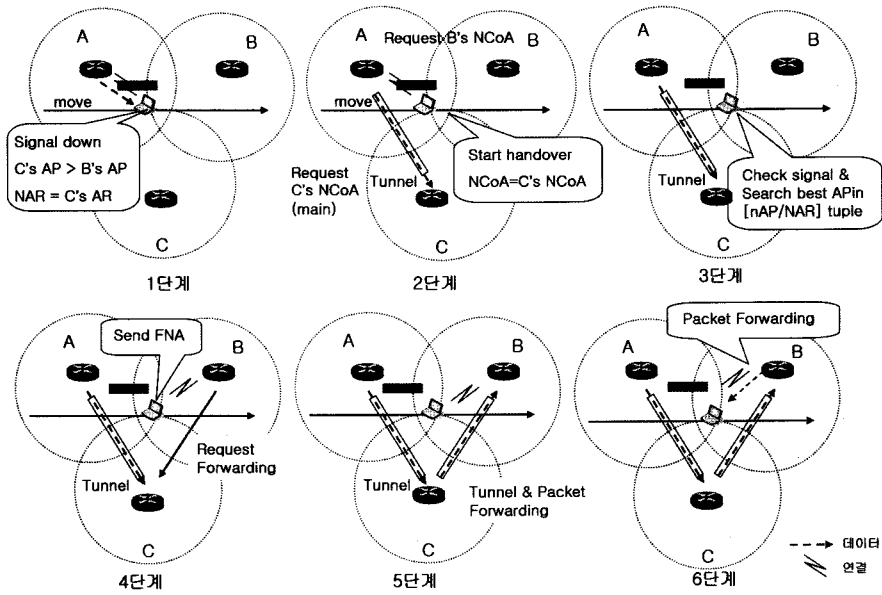 A
B
move
Signal down
C's AP > B's AP
NAR = C's AR
C
1단계
A
Request B's NCoA
B
move
Start handover
NCoA=C's NCoA
Request
C's NCoA
(main)
Tunnel
C
2단계
A
B
Tunnel
Check signal &
Search best APin
[nAP/NAR] tuple
C
3단계
A
Send FNA
B
Request
Forwarding
Tunnel
C
4단계
A
B
Tunnel
Tunnel & Packet
Forwarding
C
5단계
Packet Forwarding
A
B
C
6단계
데이터
연결